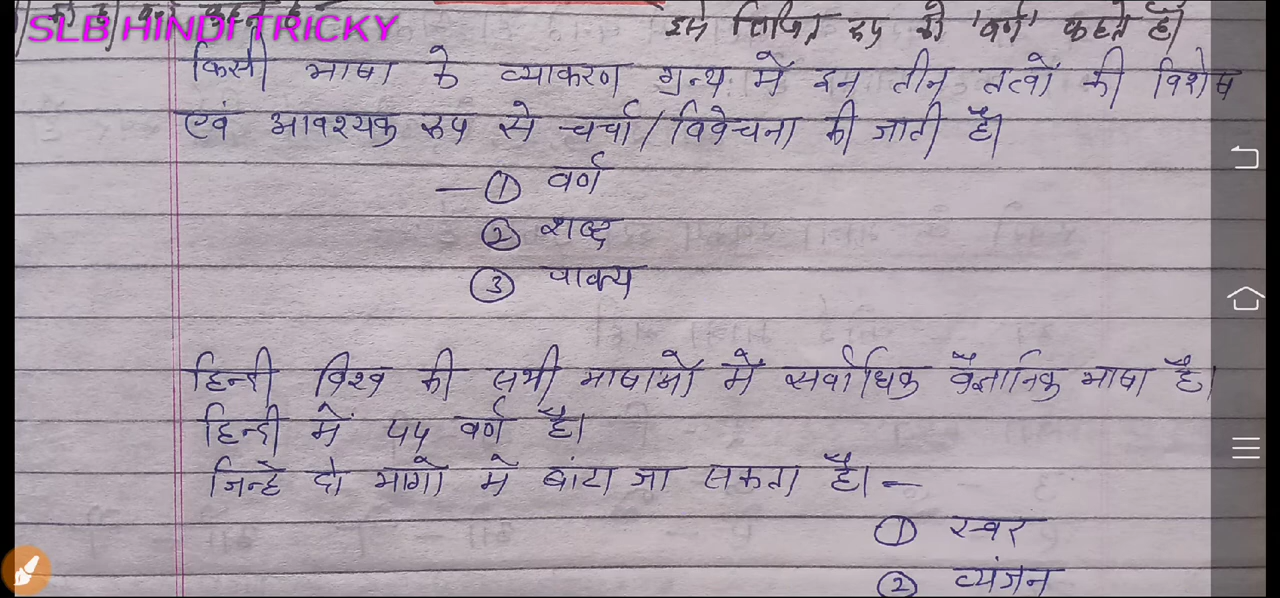 SLB HINDI TRICKY
इसे लिखित रूप को 'वर्ण' कहते हैं।
किसी भाषा के व्याकरण ग्रन्थ में इन तीन तत्वों की विशेष
एवं आवश्यक रूप से चर्चा/विवेचना की जाती है।
– ① वर्ण
② शब्द
③ वाक्य
हिन्दी विश्व की सभी भाषाओं में सर्वाधिक वैज्ञानिक भाषा है।
हिन्दी में 44 वर्ण है।
जिन्हे दो भागों मे बांटा जा सकता है। –
① स्वर
② व्यंजन